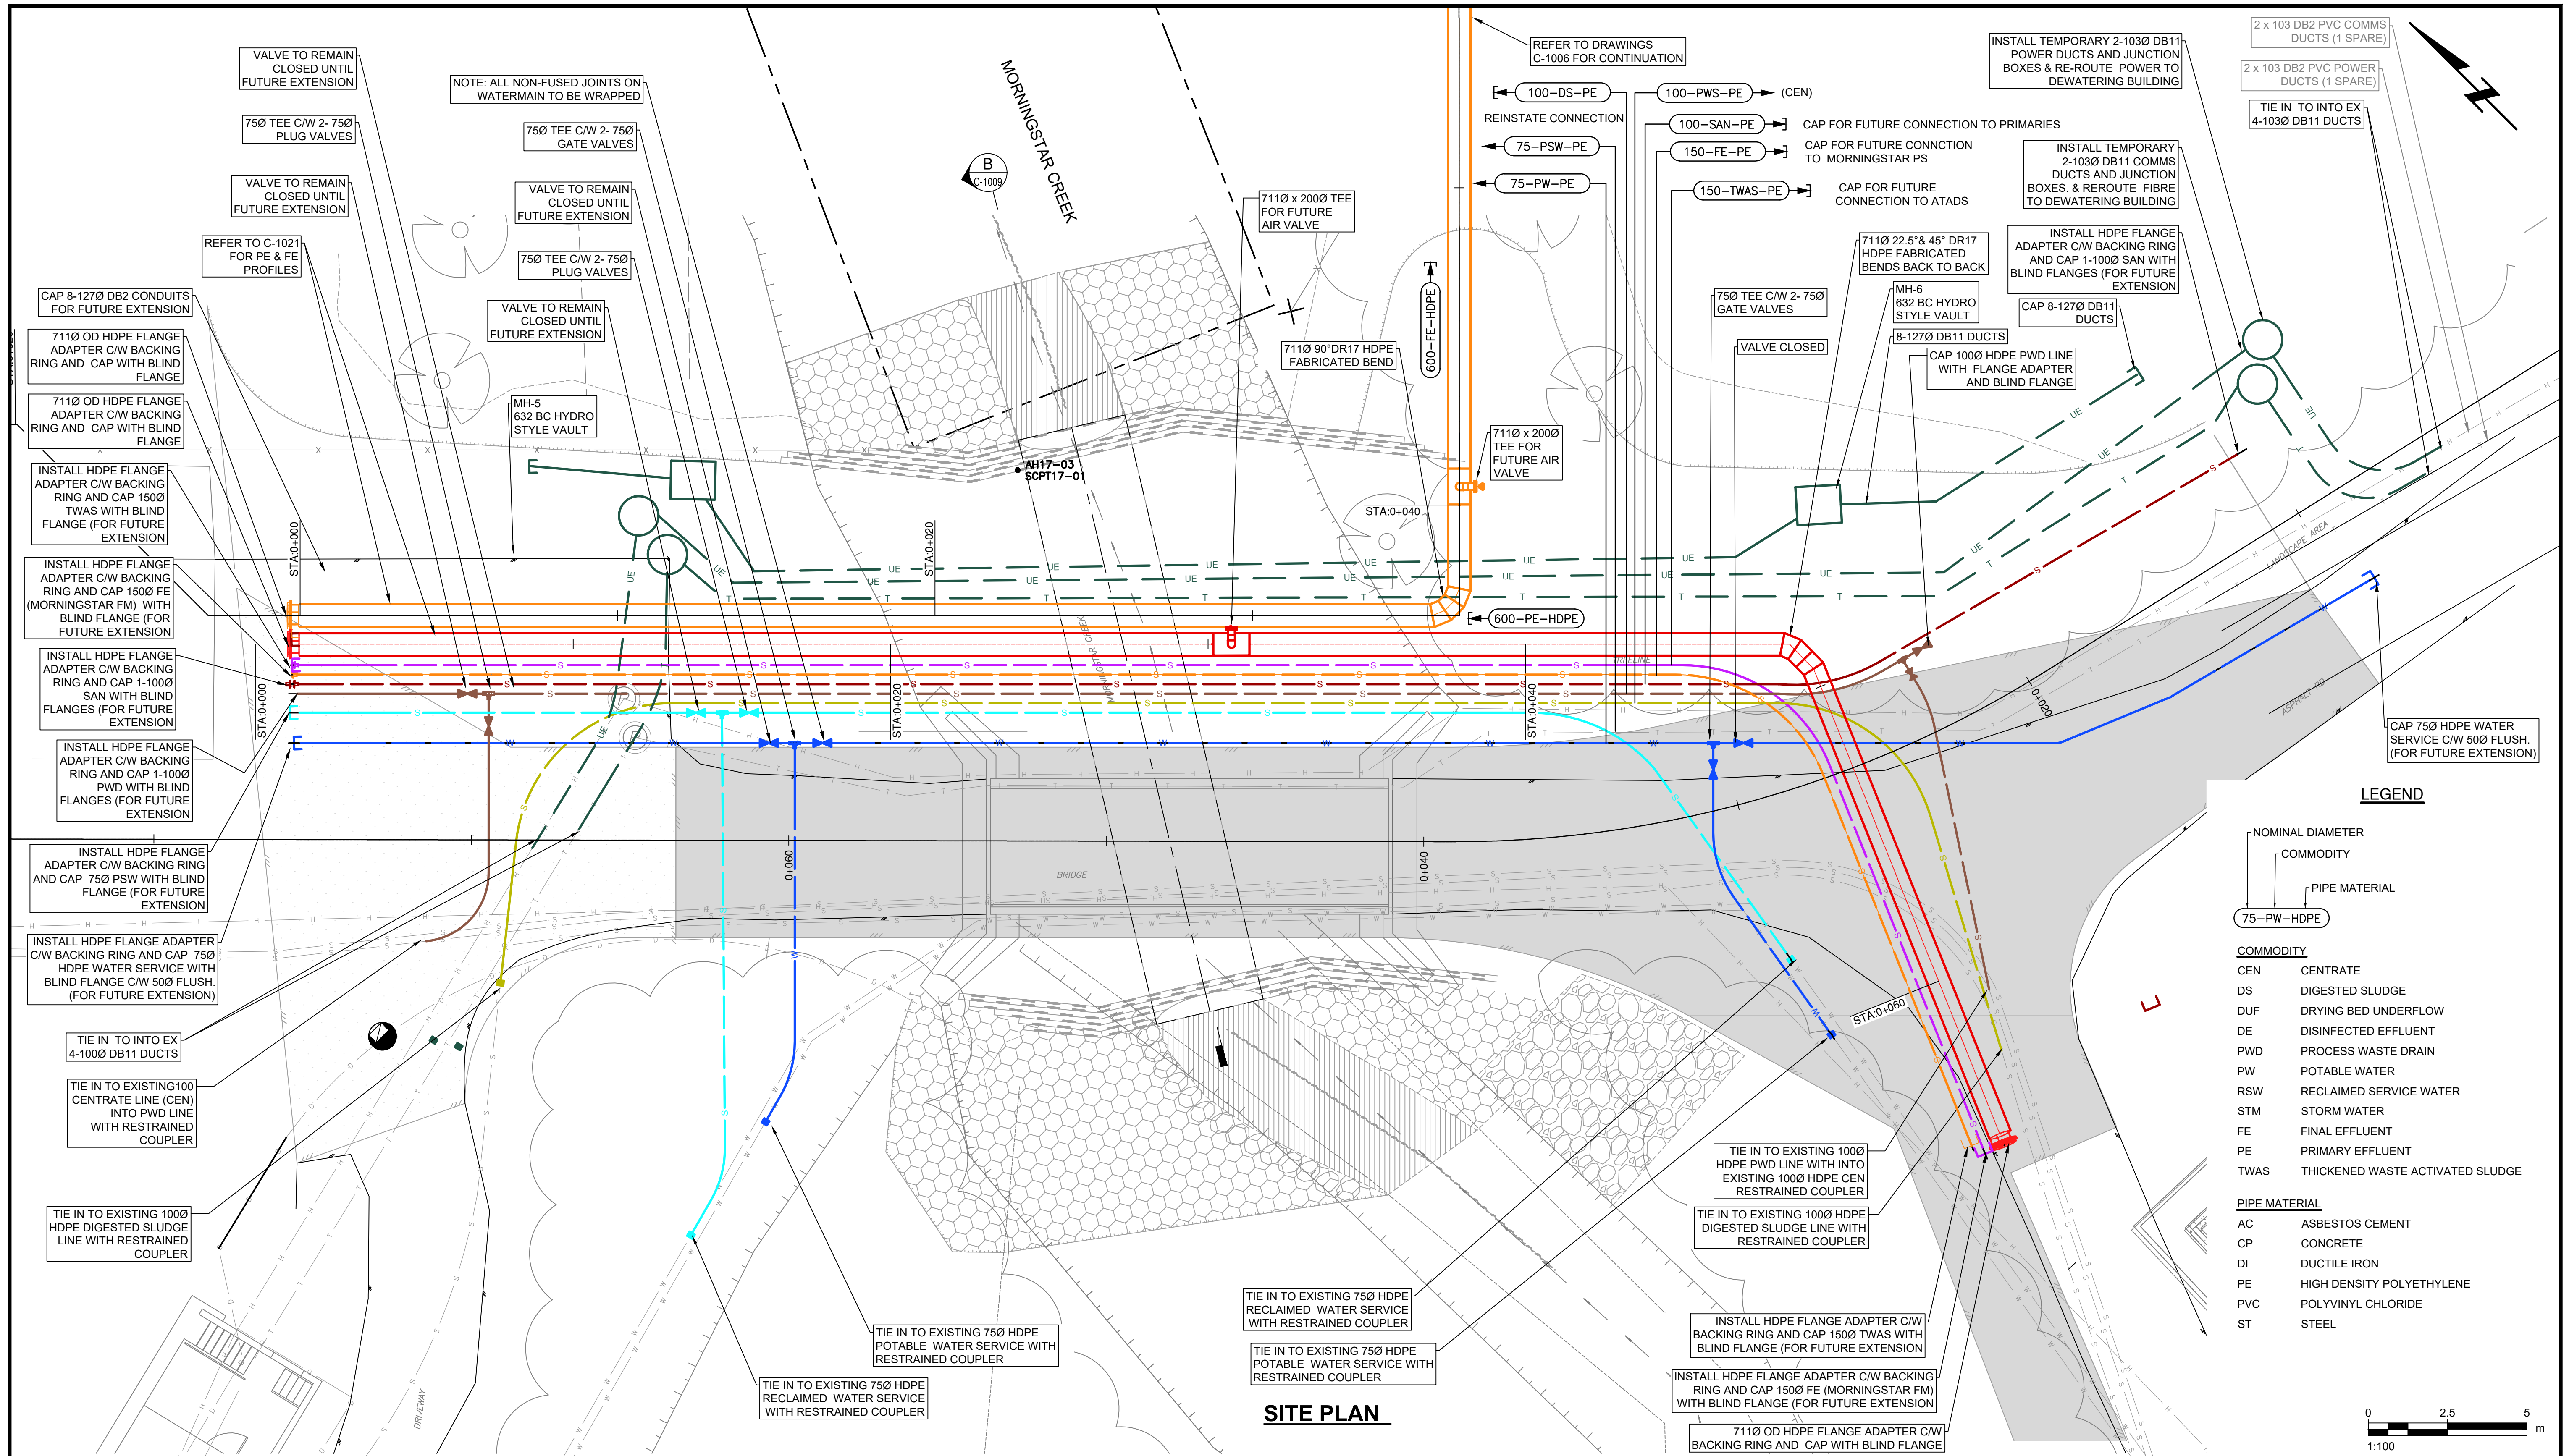 VALVE TO REMAIN
CLOSED UNTIL
FUTURE EXTENSION
75Ø TEE C/W 2- 75Ø
PLUG VALVES
VALVE TO REMAIN
CLOSED UNTIL
FUTURE EXTENSION
REFER TO C-1021
FOR PE & FE
PROFILES
CAP 8-127Ø DB2 CONDUITS
FOR FUTURE EXTENSION
711Ø OD HDPE FLANGE
ADAPTER C/W BACKING
RING AND CAP WITH BLIND
FLANGE
711Ø OD HDPE FLANGE
ADAPTER C/W BACKING
RING AND CAP WITH BLIND
FLANGE
INSTALL HDPE FLANGE
ADAPTER C/W BACKING
RING AND CAP 150Ø
TWAS WITH BLIND
FLANGE (FOR FUTURE
EXTENSION
INSTALL HDPE FLANGE
ADAPTER C/W BACKING
RING AND CAP 150Ø FE
(MORNINGSTAR FM) WITH
BLIND FLANGE (FOR
FUTURE EXTENSION
INSTALL HDPE FLANGE
ADAPTER C/W BACKING
RING AND CAP 1-100Ø
SAN WITH BLIND
FLANGES (FOR FUTURE
EXTENSION
INSTALL HDPE FLANGE
ADAPTER C/W BACKING
RING AND CAP 1-100Ø
PWD WITH BLIND
FLANGES (FOR FUTURE
EXTENSION
INSTALL HDPE FLANGE
ADAPTER C/W BACKING RING
AND CAP 75Ø PSW WITH BLIND
FLANGE (FOR FUTURE
EXTENSION
INSTALL HDPE FLANGE ADAPTER
C/W BACKING RING AND CAP 75Ø
HDPE WATER SERVICE WITH
BLIND FLANGE C/W 50Ø FLUSH.
(FOR FUTURE EXTENSION)
TIE IN TO INTO EX
4-100Ø DB11 DUCTS
TIE IN TO EXISTING100
CENTRATE LINE (CEN)
INTO PWD LINE
WITH RESTRAINED
COUPLER
TIE IN TO EXISTING 100Ø
HDPE DIGESTED SLUDGE
LINE WITH RESTRAINED
COUPLER
NOTE: ALL NON-FUSED JOINTS ON
WATERMAIN TO BE WRAPPED
75Ø TEE C/W 2- 75Ø
GATE VALVES
VALVE TO REMAIN
CLOSED UNTIL
FUTURE EXTENSION
75Ø TEE C/W 2- 75Ø
PLUG VALVES
VALVE TO REMAIN
CLOSED UNTIL
FUTURE EXTENSION
MH-5
632 BC HYDRO
STYLE VAULT
MORNINGSTAR CREEK
B
C-1009
AH17-03
SCPT17-01
711Ø x 200Ø TEE
FOR FUTURE
AIR VALVE
711Ø 90°DR17 HDPE
FABRICATED BEND
600-FE-HDPE
711Ø x 200Ø
TEE FOR
FUTURE AIR
VALVE
REFER TO DRAWINGS
C-1006 FOR CONTINUATION
100-DS-PE
REINSTATE CONNECTION
75-PSW-PE
75-PW-PE
100-PWS-PE (CEN)
100-SAN-PE CAP FOR FUTURE CONNECTION TO PRIMARIES
150-FE-PE CAP FOR FUTURE CONNCTION
TO MORNINGSTAR PS
150-TWAS-PE CAP FOR FUTURE
CONNECTION TO ATADS
75Ø TEE C/W 2- 75Ø
GATE VALVES
VALVE CLOSED
711Ø 22.5°& 45° DR17
HDPE FABRICATED
BENDS BACK TO BACK
MH-6
632 BC HYDRO
STYLE VAULT
8-127Ø DB11 DUCTS
CAP 100Ø HDPE PWD LINE
WITH FLANGE ADAPTER
AND BLIND FLANGE
CAP 8-127Ø DB11
DUCTS
INSTALL TEMPORARY 2-103Ø DB11
POWER DUCTS AND JUNCTION
BOXES & RE-ROUTE POWER TO
DEWATERING BUILDING
INSTALL TEMPORARY
2-103Ø DB11 COMMS
DUCTS AND JUNCTION
BOXES. & REROUTE FIBRE
TO DEWATERING BUILDING
INSTALL HDPE FLANGE
ADAPTER C/W BACKING RING
AND CAP 1-100Ø SAN WITH
BLIND FLANGES (FOR FUTURE
EXTENSION
2 x 103 DB2 PVC COMMS
DUCTS (1 SPARE)
2 x 103 DB2 PVC POWER
DUCTS (1 SPARE)
TIE IN TO INTO EX
4-103Ø DB11 DUCTS
STA:0+000
STA:0+020
STA:0+040
600-PE-HDPE
STA:0+000
STA:0+020
STA:0+040
STA:0+060
MORNINGSTAR CREEK
TREELINE
LANDSCAPE AREA
ASPHALT RD
0+020
0+040
0+060
BRIDGE
DRIVEWAY
CAP 75Ø HDPE WATER
SERVICE C/W 50Ø FLUSH.
(FOR FUTURE EXTENSION)
TIE IN TO EXISTING 75Ø HDPE
POTABLE WATER SERVICE WITH
RESTRAINED COUPLER
TIE IN TO EXISTING 75Ø HDPE
RECLAIMED WATER SERVICE
WITH RESTRAINED COUPLER
TIE IN TO EXISTING 75Ø HDPE
RECLAIMED WATER SERVICE
WITH RESTRAINED COUPLER
TIE IN TO EXISTING 75Ø HDPE
POTABLE WATER SERVICE WITH
RESTRAINED COUPLER
TIE IN TO EXISTING 100Ø
HDPE PWD LINE WITH INTO
EXISTING 100Ø HDPE CEN
RESTRAINED COUPLER
TIE IN TO EXISTING 100Ø HDPE
DIGESTED SLUDGE LINE WITH
RESTRAINED COUPLER
INSTALL HDPE FLANGE ADAPTER C/W
BACKING RING AND CAP 150Ø TWAS WITH
BLIND FLANGE (FOR FUTURE EXTENSION
INSTALL HDPE FLANGE ADAPTER C/W BACKING
RING AND CAP 150Ø FE (MORNINGSTAR FM)
WITH BLIND FLANGE (FOR FUTURE EXTENSION
711Ø OD HDPE FLANGE ADAPTER C/W
BACKING RING AND CAP WITH BLIND FLANGE
SITE PLAN
LEGEND
NOMINAL DIAMETER
COMMODITY
PIPE MATERIAL
75-PW-HDPE
COMMODITY
CEN CENTRATE
DS DIGESTED SLUDGE
DUF DRYING BED UNDERFLOW
DE DISINFECTED EFFLUENT
PWD PROCESS WASTE DRAIN
PW POTABLE WATER
RSW RECLAIMED SERVICE WATER
STM STORM WATER
FE FINAL EFFLUENT
PE PRIMARY EFFLUENT
TWAS THICKENED WASTE ACTIVATED SLUDGE
PIPE MATERIAL
AC ASBESTOS CEMENT
CP CONCRETE
DI DUCTILE IRON
PE HIGH DENSITY POLYETHYLENE
PVC POLYVINYL CHLORIDE
ST STEEL
0 2.5 5 m
1:100